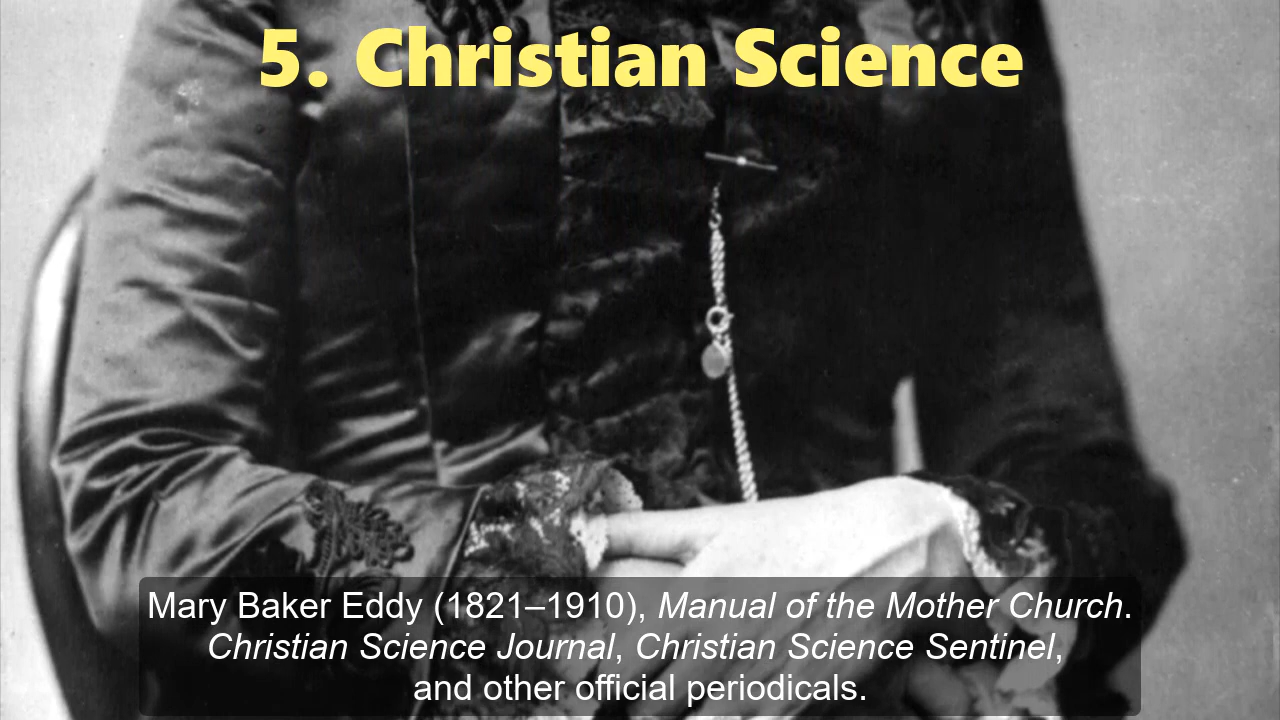 5. Christian Science
Mary Baker Eddy (1821–1910), Manual of the Mother Church.
Christian Science Journal, Christian Science Sentinel,
and other official periodicals.